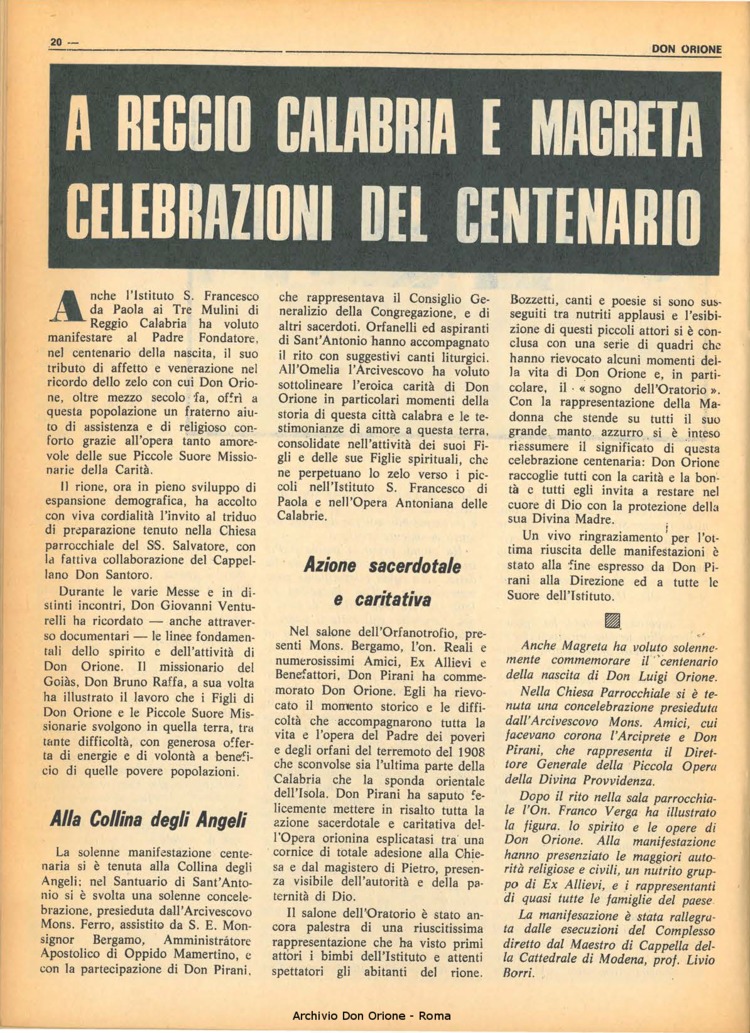 20 —
DON ORIONE
A REGGIO CALABRIA E MAGRETA
CELEBRAZIONI DEL CENTENARIO
Anche l'Istituto S. Francesco
da Paola ai Tre Mulini di
Reggio Calabria ha voluto
manifestare al Padre Fondatore,
nel centenario della nascita, il suo
tributo di affetto e venerazione nel
ricordo dello zelo con cui Don Orio-
ne, oltre mezzo secolo fa, offrì a
questa popolazione un fraterno aiu-
to di assistenza e di religioso con-
forto grazie all'opera tanto amore-
vole delle sue Piccole Suore Missio-
narie della Carità.
Il rione, ora in pieno sviluppo di
espansione demografica, ha accolto
con viva cordialità l'invito al triduo
di preparazione tenuto nella Chiesa
parrocchiale del SS. Salvatore, con
la fattiva collaborazione del Cappel-
lano Don Santoro.
Durante le varie Messe e in di-
stinti incontri, Don Giovanni Ventu-
relli ha ricordato — anche attraver-
so documentari — le linee fondamen-
tali dello spirito e dell'attività di
Don Orione. Il missionario del
Goiàs, Don Bruno Raffa, a sua volta
ha illustrato il lavoro che i Figli di
Don Orione e le Piccole Suore Mis-
sionarie svolgono in quella terra, tra
tante difficoltà, con generosa offer-
ta di energie e di volontà a benefi-
cio di quelle povere popolazioni.
Alla Collina degli Angeli
La solenne manifestazione cente-
naria si è tenuta alla Collina degli
Angeli; nel Santuario di Sant'Anto-
nio si è svolta una solenne concele-
brazione, presieduta dall'Arcivescovo
Mons. Ferro, assistito da S. E. Mon-
signor Bergamo, Amministratore
Apostolico di Oppido Mamertino, e
con la partecipazione di Don Pirani,
che rappresentava il Consiglio Ge-
neralizio della Congregazione, e di
altri sacerdoti. Orfanelli ed aspiranti
di Sant'Antonio hanno accompagnato
il rito con suggestivi canti liturgici.
All'Omelia l'Arcivescovo ha voluto
sottolineare l'eroica carità di Don
Orione in particolari momenti della
storia di questa città calabra e le te-
stimonianze di amore a questa terra,
consolidate nell'attività dei suoi Fi-
gli e delle sue Figlie spirituali, che
ne perpetuano lo zelo verso i pic-
coli nell'Istituto S. Francesco di
Paola e nell'Opera Antoniana delle
Calabrie.
Azione sacerdotale
e caritativa
Nel salone dell'Orfanotrofio, pre-
senti Mons. Bergamo, l'on. Reali e
numerosissimi Amici, Ex Allievi e
Benefattori, Don Pirani ha comme-
morato Don Orione. Egli ha rievo-
cato il momento storico e le diffi-
coltà che accompagnarono tutta la
vita e l'opera del Padre dei poveri
e degli orfani del terremoto del 1908
che sconvolse sia l'ultima parte della
Calabria che la sponda orientale
dell'Isola. Don Pirani ha saputo fe-
licemente mettere in risalto tutta la
azione sacerdotale e caritativa del-
l'Opera orionina esplicatasi tra una
cornice di totale adesione alla Chie-
sa e dal magistero di Pietro, presen-
za visibile dell'autorità e della pa-
ternità di Dio.
Il salone dell'Oratorio è stato an-
cora palestra di una riuscitissima
rappresentazione che ha visto primi
attori i bimbi dell'Istituto e attenti
spettatori gli abitanti del rione.
Bozzetti, canti e poesie si sono sus-
seguiti tra nutriti applausi e l'esibi-
zione di questi piccoli attori si è con-
clusa con una serie di quadri che
hanno rievocato alcuni momenti del-
la vita di Don Orione e, in parti-
colare, il « sogno dell'Oratorio ».
Con la rappresentazione della Ma-
donna che stende su tutti il suo
grande manto azzurro si è inteso
riassumere il significato di questa
celebrazione centenaria: Don Orione
raccoglie tutti con la carità e la bon-
tà e tutti egli invita a restare nel
cuore di Dio con la protezione della
sua Divina Madre.
Un vivo ringraziamento per l'ot-
tima riuscita delle manifestazioni è
stato alla fine espresso da Don Pi-
rani alla Direzione ed a tutte le
Suore dell'Istituto.
Anche Magreta ha voluto solenne-
mente commemorare il centenario
della nascita di Don Luigi Orione.
Nella Chiesa Parrocchiale si è te-
nuta una concelebrazione presieduta
dall'Arcivescovo Mons. Amici, cui
facevano corona l'Arciprete e Don
Pirani, che rappresenta il Diret-
tore Generale della Piccola Opera
della Divina Provvidenza.
Dopo il rito nella sala parrocchia-
le l'On. Franco Verga ha illustrato
la figura, lo spirito e le opere di
Don Orione. Alla manifestazione
hanno presenziato le maggiori auto-
rità religiose e civili, un nutrito grup-
po di Ex Allievi, e i rappresentanti
di quasi tutte le famiglie del paese.
La manifesazione è stata rallegra-
ta dalle esecuzioni del Complesso
diretto dal Maestro di Cappella del-
la Cattedrale di Modena, prof. Livio
Borri.
Archivio Don Orione - Roma